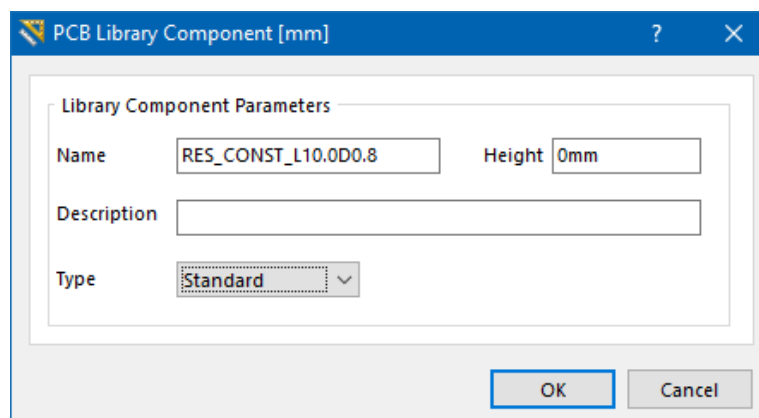 PCB Library Component [mm] ?
Library Component Parameters
Name RES_CONST_L10.0D0.8 Height 0mm
Description
Type Standard
OK Cancel